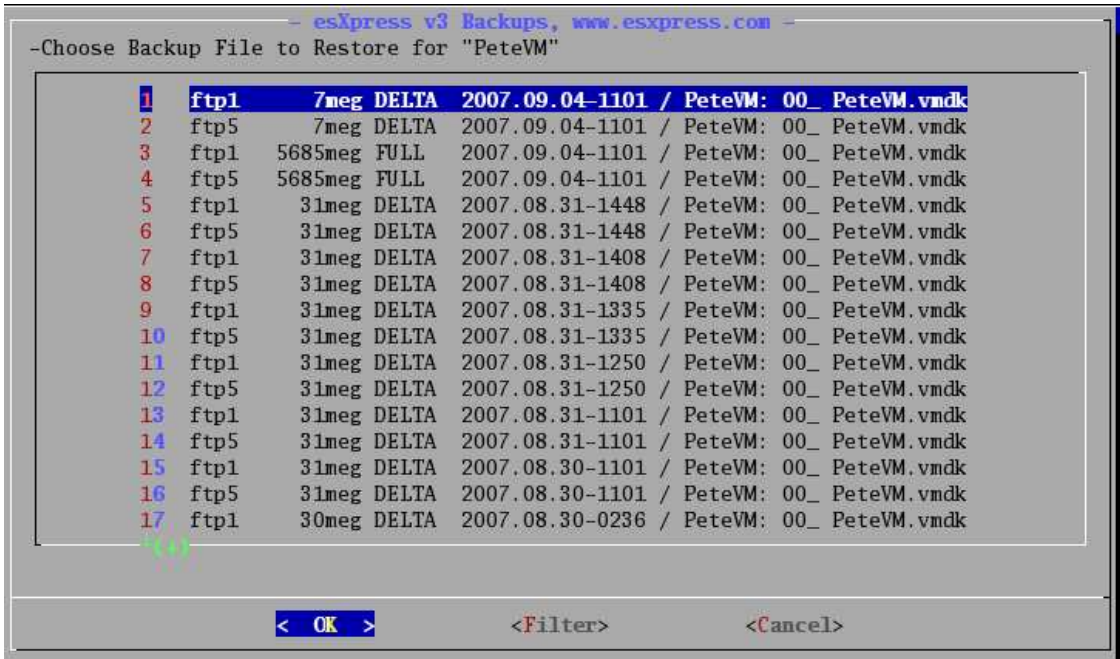 - esXpress v3 Backups, www.esxpress.com -
-Choose Backup File to Restore for "PeteVM"
1 ftp1 7meg DELTA 2007.09.04-1101 / PeteVM: 00_ PeteVM.vmdk
2 ftp5 7meg DELTA 2007.09.04-1101 / PeteVM: 00_ PeteVM.vmdk
3 ftp1 5685meg FULL 2007.09.04-1101 / PeteVM: 00_ PeteVM.vmdk
4 ftp5 5685meg FULL 2007.09.04-1101 / PeteVM: 00_ PeteVM.vmdk
5 ftp1 31meg DELTA 2007.08.31-1448 / PeteVM: 00_ PeteVM.vmdk
6 ftp5 31meg DELTA 2007.08.31-1448 / PeteVM: 00_ PeteVM.vmdk
7 ftp1 31meg DELTA 2007.08.31-1408 / PeteVM: 00_ PeteVM.vmdk
8 ftp5 31meg DELTA 2007.08.31-1408 / PeteVM: 00_ PeteVM.vmdk
9 ftp1 31meg DELTA 2007.08.31-1335 / PeteVM: 00_ PeteVM.vmdk
10 ftp5 31meg DELTA 2007.08.31-1335 / PeteVM: 00_ PeteVM.vmdk
11 ftp1 31meg DELTA 2007.08.31-1250 / PeteVM: 00_ PeteVM.vmdk
12 ftp5 31meg DELTA 2007.08.31-1250 / PeteVM: 00_ PeteVM.vmdk
13 ftp1 31meg DELTA 2007.08.31-1101 / PeteVM: 00_ PeteVM.vmdk
14 ftp5 31meg DELTA 2007.08.31-1101 / PeteVM: 00_ PeteVM.vmdk
15 ftp1 31meg DELTA 2007.08.30-1101 / PeteVM: 00_ PeteVM.vmdk
16 ftp5 31meg DELTA 2007.08.30-1101 / PeteVM: 00_ PeteVM.vmdk
17 ftp1 30meg DELTA 2007.08.30-0236 / PeteVM: 00_ PeteVM.vmdk
(+)
< OK > <Filter> <Cancel>